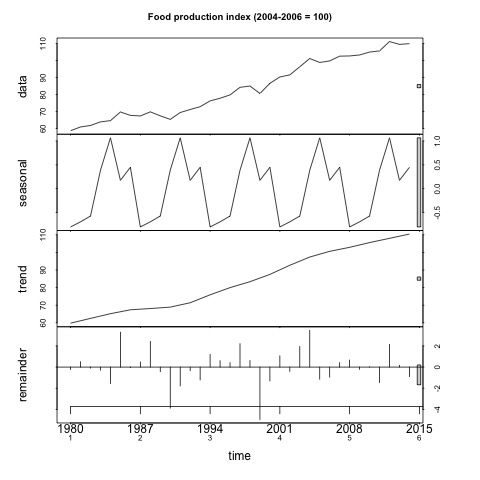 Food production index (2004-2006 = 100)
data
60 70 80 90 110
seasonal
-0.5 0.0 0.5 1.0
trend
60 70 80 90 110
remainder
-4 -2 0 2
1980 1987 1994 2001 2008 2015
1 2 3 4 5 6
time